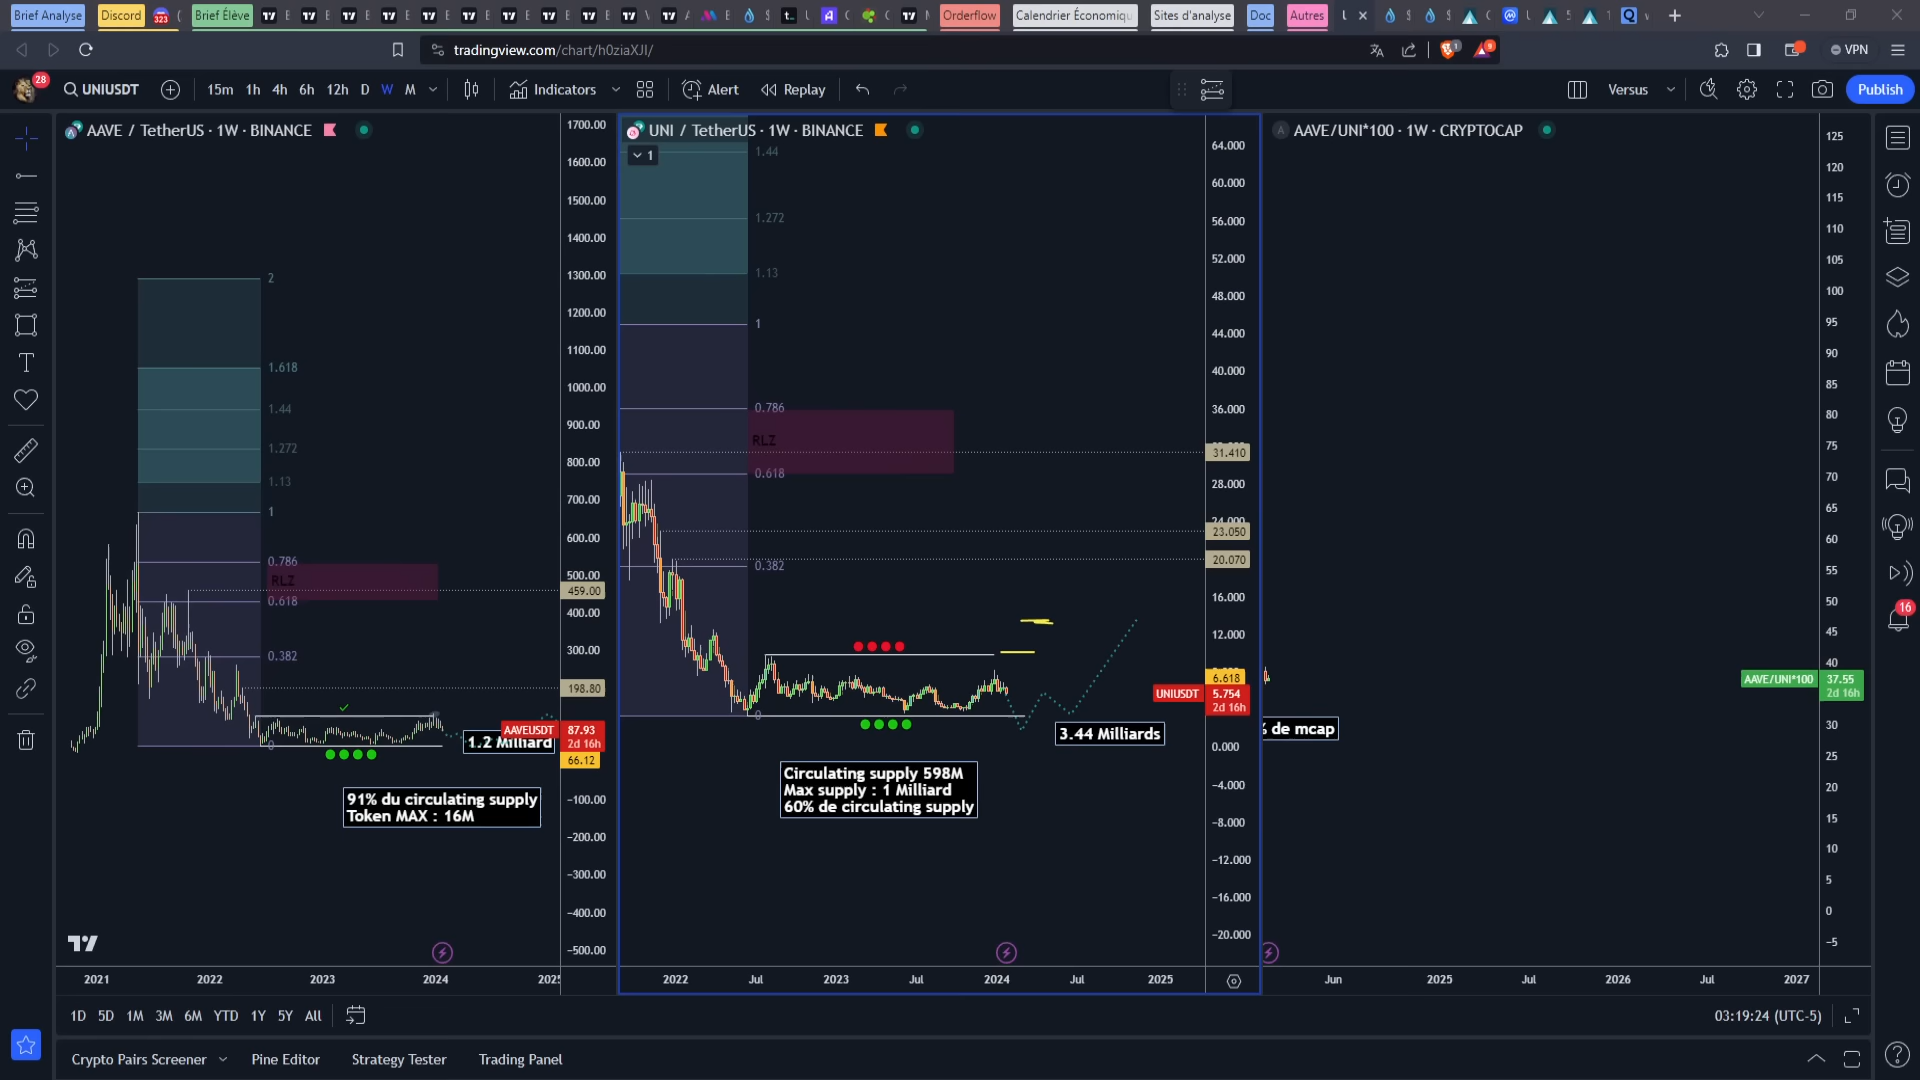 Brief Analyse
Discord
323
Brief Élève
Orderflow
Calendrier Économiqu
Sites d'analyse
Doc
Autres
tradingview.com/chart/h0ziaXJI/
1
9
VPN
28
UNIUSDT
15m
1h
4h
6h
12h
D
W
M
Indicators
Alert
Replay
Versus
Publish
AAVE / TetherUS · 1W · BINANCE
2
1.618
1.44
1.272
1.13
1
0.786
RLZ
0.618
0.382
0
1.2 Milliard
91% du circulating supply
Token MAX : 16M
1700.00
1600.00
1500.00
1400.00
1300.00
1200.00
1100.00
1000.00
900.00
800.00
700.00
600.00
500.00
459.00
400.00
300.00
198.80
AAVEUSDT
87.93
2d 16h
66.12
−100.00
−200.00
−300.00
−400.00
−500.00
2021
2022
2023
2024
2025
UNI / TetherUS · 1W · BINANCE
1
1.44
1.272
1.13
1
0.786
RLZ
0.618
0.382
0
3.44 Milliards
Circulating supply 598M
Max supply : 1 Milliard
60% de circulating supply
64.000
60.000
56.000
52.000
48.000
44.000
40.000
36.000
31.410
28.000
24.000
23.050
20.070
16.000
12.000
6.618
UNIUSDT
5.754
2d 16h
0.000
−4.000
−8.000
−12.000
−16.000
−20.000
2022
Jul
2023
Jul
2024
Jul
2025
AAVE/UNI*100 · 1W · CRYPTOCAP
% de mcap
125
120
115
110
105
100
95
90
85
80
75
70
65
60
55
50
45
40
AAVE/UNI*100
37.55
2d 16h
30
25
20
15
10
5
0
−5
Jun
2025
Jul
2026
Jul
2027
16
1D
5D
1M
3M
6M
YTD
1Y
5Y
All
03:19:24 (UTC-5)
Crypto Pairs Screener
Pine Editor
Strategy Tester
Trading Panel